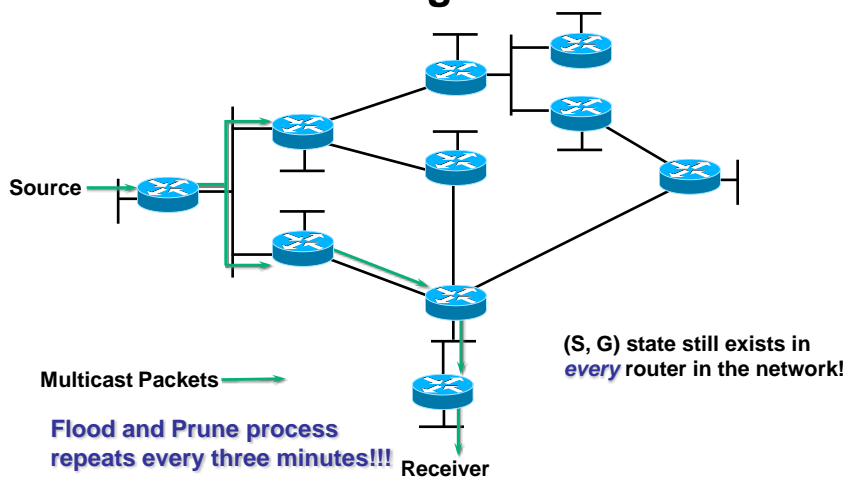 Source
(S, G) state still exists in
every router in the network!
Multicast Packets
Flood and Prune process
repeats every three minutes!!!
Receiver